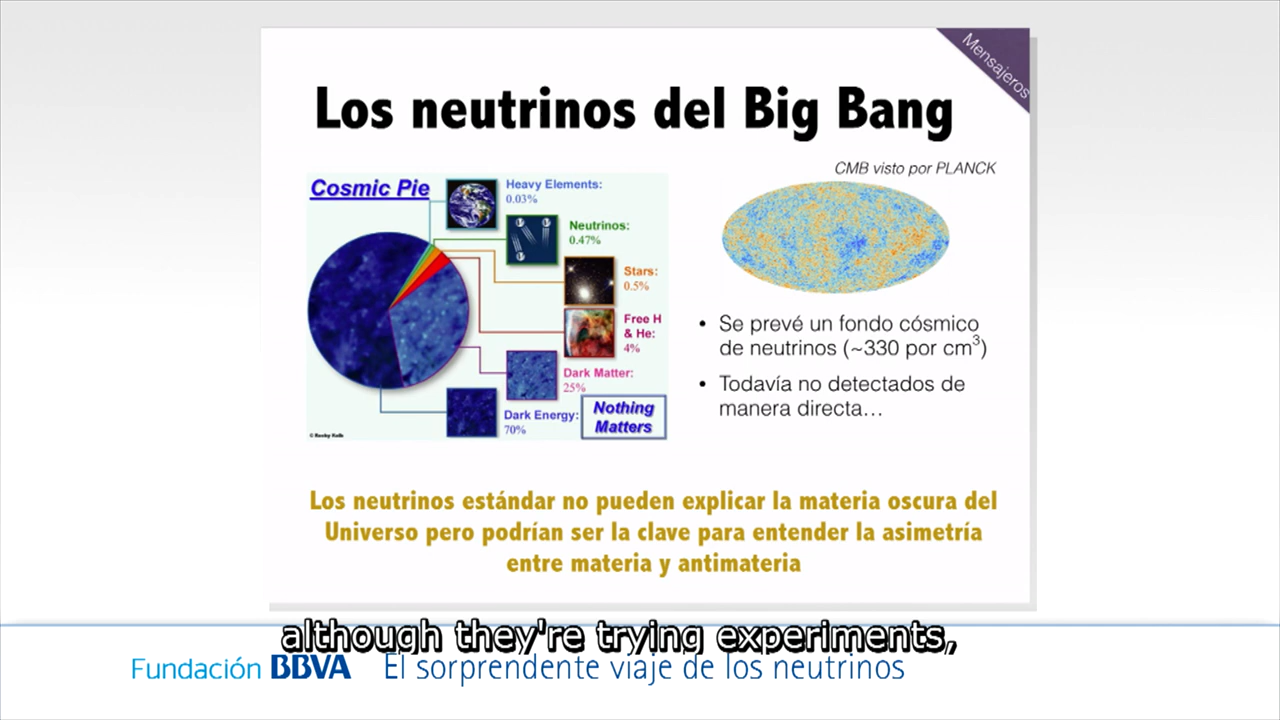 Mensajeros
Los neutrinos del Big Bang
Cosmic Pie
Heavy Elements:
0.03%
Neutrinos:
0.47%
Stars:
0.5%
Free H
& He:
4%
Dark Matter:
25%
Dark Energy:
70%
Nothing
Matters
© Rocky Kolb
CMB visto por PLANCK
• Se prevé un fondo cósmico
de neutrinos (~330 por cm³)
• Todavía no detectados de
manera directa…
Los neutrinos estándar no pueden explicar la materia oscura del
Universo pero podrían ser la clave para entender la asimetría
entre materia y antimateria
although they're trying experiments,
Fundación BBVA El sorprendente viaje de los neutrinos